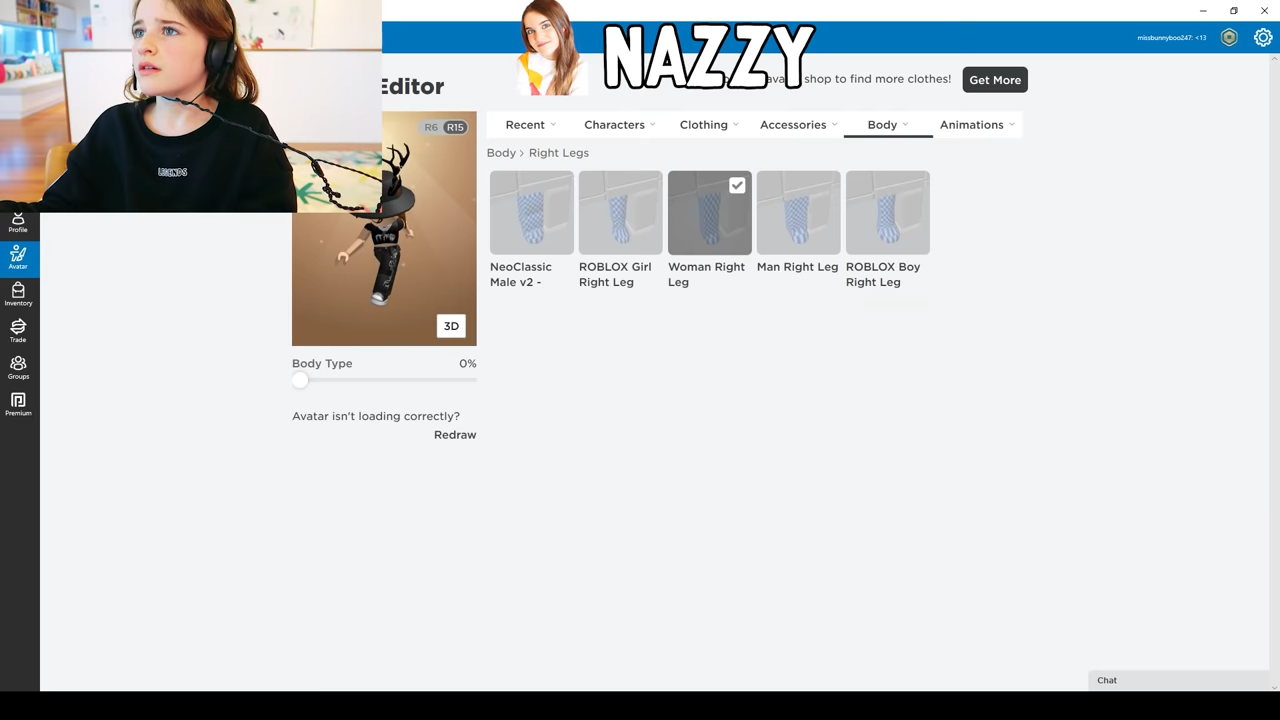 NAZZY
missbunnyboo247: <13
Editor
shop to find more clothes!
Get More
LEGENDS
R6 R15
Recent
Characters
Clothing
Accessories
Body
Animations
Body > Right Legs
NeoClassic
Male v2 -
ROBLOX Girl
Right Leg
Woman Right
Leg
Man Right Leg
ROBLOX Boy
Right Leg
Profile
Avatar
Inventory
Trade
Groups
Premium
3D
Body Type 0%
Avatar isn't loading correctly?
Redraw
Chat